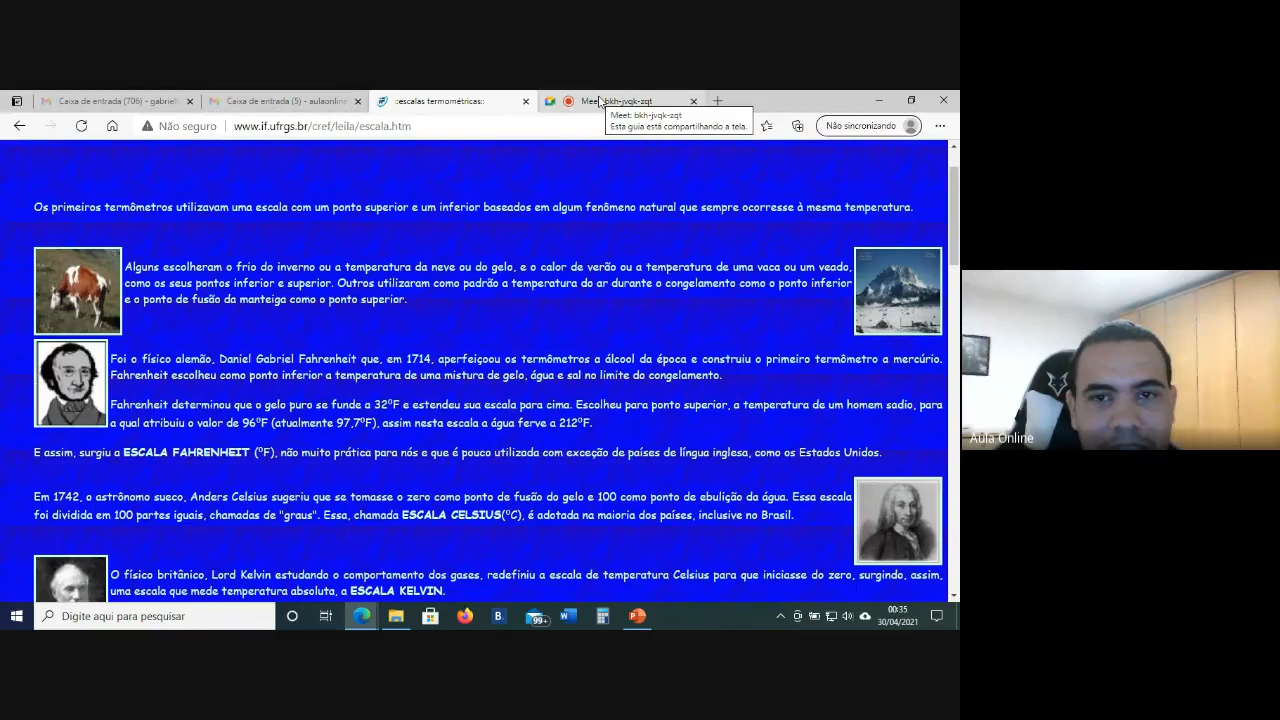 Caixa de entrada (706) - gabriel
Caixa de entrada (5) - aulaonline
::escalas termométricas::
Meet: bkh-jvqk-zqt
Meet: bkh-jvqk-zqt
Esta guia está compartilhando a tela.
Não seguro
www.if.ufrgs.br/cref/leila/escala.htm
Não sincronizando
Os primeiros termômetros utilizavam uma escala com um ponto superior e um inferior baseados em algum fenômeno natural que sempre ocorresse à mesma temperatura.
Alguns escolheram o frio do inverno ou a temperatura da neve ou do gelo, e o calor de verão ou a temperatura de uma vaca ou um veado,
como os seus pontos inferior e superior. Outros utilizaram como padrão a temperatura do ar durante o congelamento como o ponto inferior
e o ponto de fusão da manteiga como o ponto superior.
Foi o físico alemão, Daniel Gabriel Fahrenheit que, em 1714, aperfeiçoou os termômetros a álcool da época e construiu o primeiro termômetro a mercúrio.
Fahrenheit escolheu como ponto inferior a temperatura de uma mistura de gelo, água e sal no limite do congelamento.
Fahrenheit determinou que o gelo puro se funde a 32ºF e estendeu sua escala para cima. Escolheu para ponto superior, a temperatura de um homem sadio, para
a qual atribuiu o valor de 96ºF (atualmente 97,7ºF), assim nesta escala a água ferve a 212ºF.
E assim, surgiu a ESCALA FAHRENHEIT (ºF), não muito prática para nós e que é pouco utilizada com exceção de países de língua inglesa, como os Estados Unidos.
Em 1742, o astrônomo sueco, Anders Celsius sugeriu que se tomasse o zero como ponto de fusão do gelo e 100 como ponto de ebulição da água. Essa escala
foi dividida em 100 partes iguais, chamadas de "graus". Essa, chamada ESCALA CELSIUS(ºC), é adotada na maioria dos países, inclusive no Brasil.
O físico britânico, Lord Kelvin estudando o comportamento dos gases, redefiniu a escala de temperatura Celsius para que iniciasse do zero, surgindo, assim,
uma escala que mede temperatura absoluta, a ESCALA KELVIN.
Aula Online
Digite aqui para pesquisar
B
99+
00:35
30/04/2021